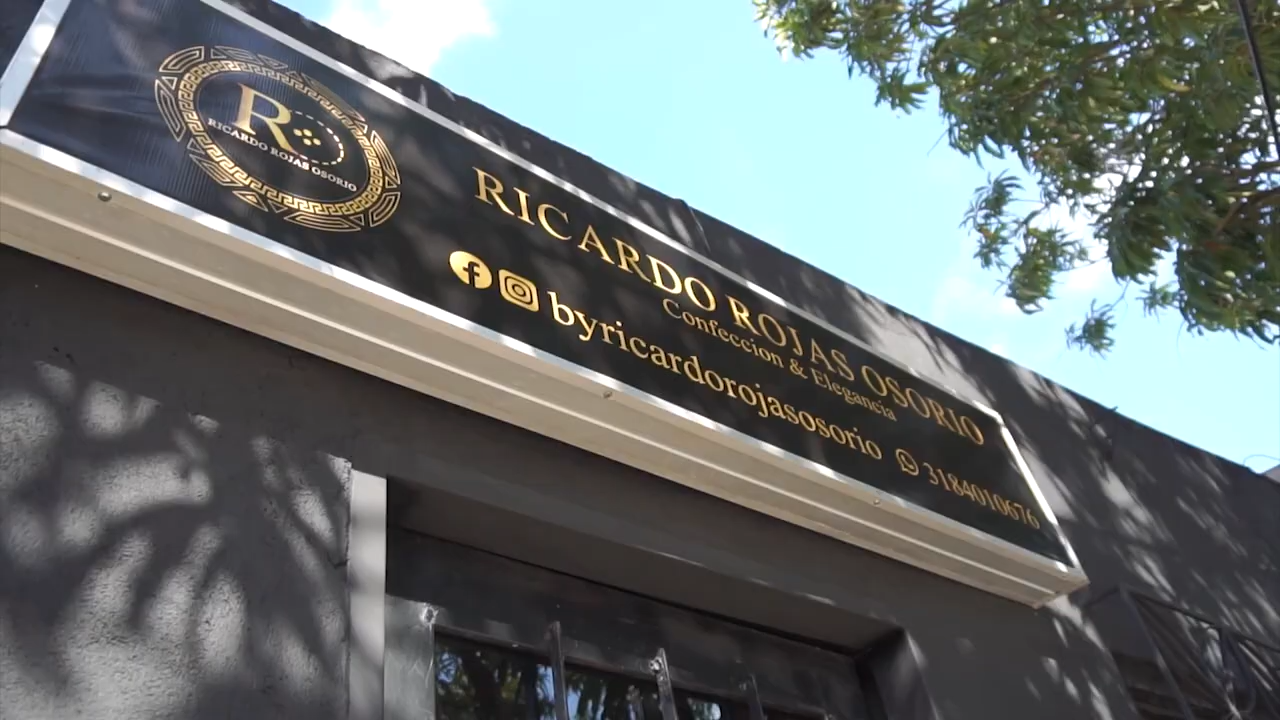 R
RICARDO ROJAS OSORIO
RICARDO ROJAS OSORIO
Confeccion & Elegancia
byricardorojasosorio 3184010676